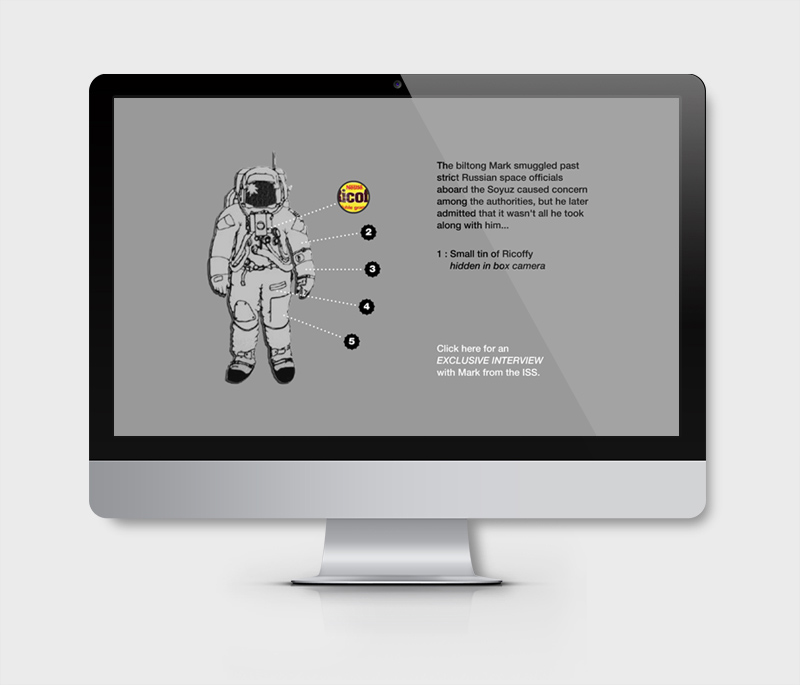 The biltong Mark smuggled past
strict Russian space officials
aboard the Soyuz caused concern
among the authorities, but he later
admitted that it wasn't all he took
along with him...
1 : Small tin of Ricoffy
hidden in box camera
icof
2
3
4
5
Click here for an
EXCLUSIVE INTERVIEW
with Mark from the ISS.